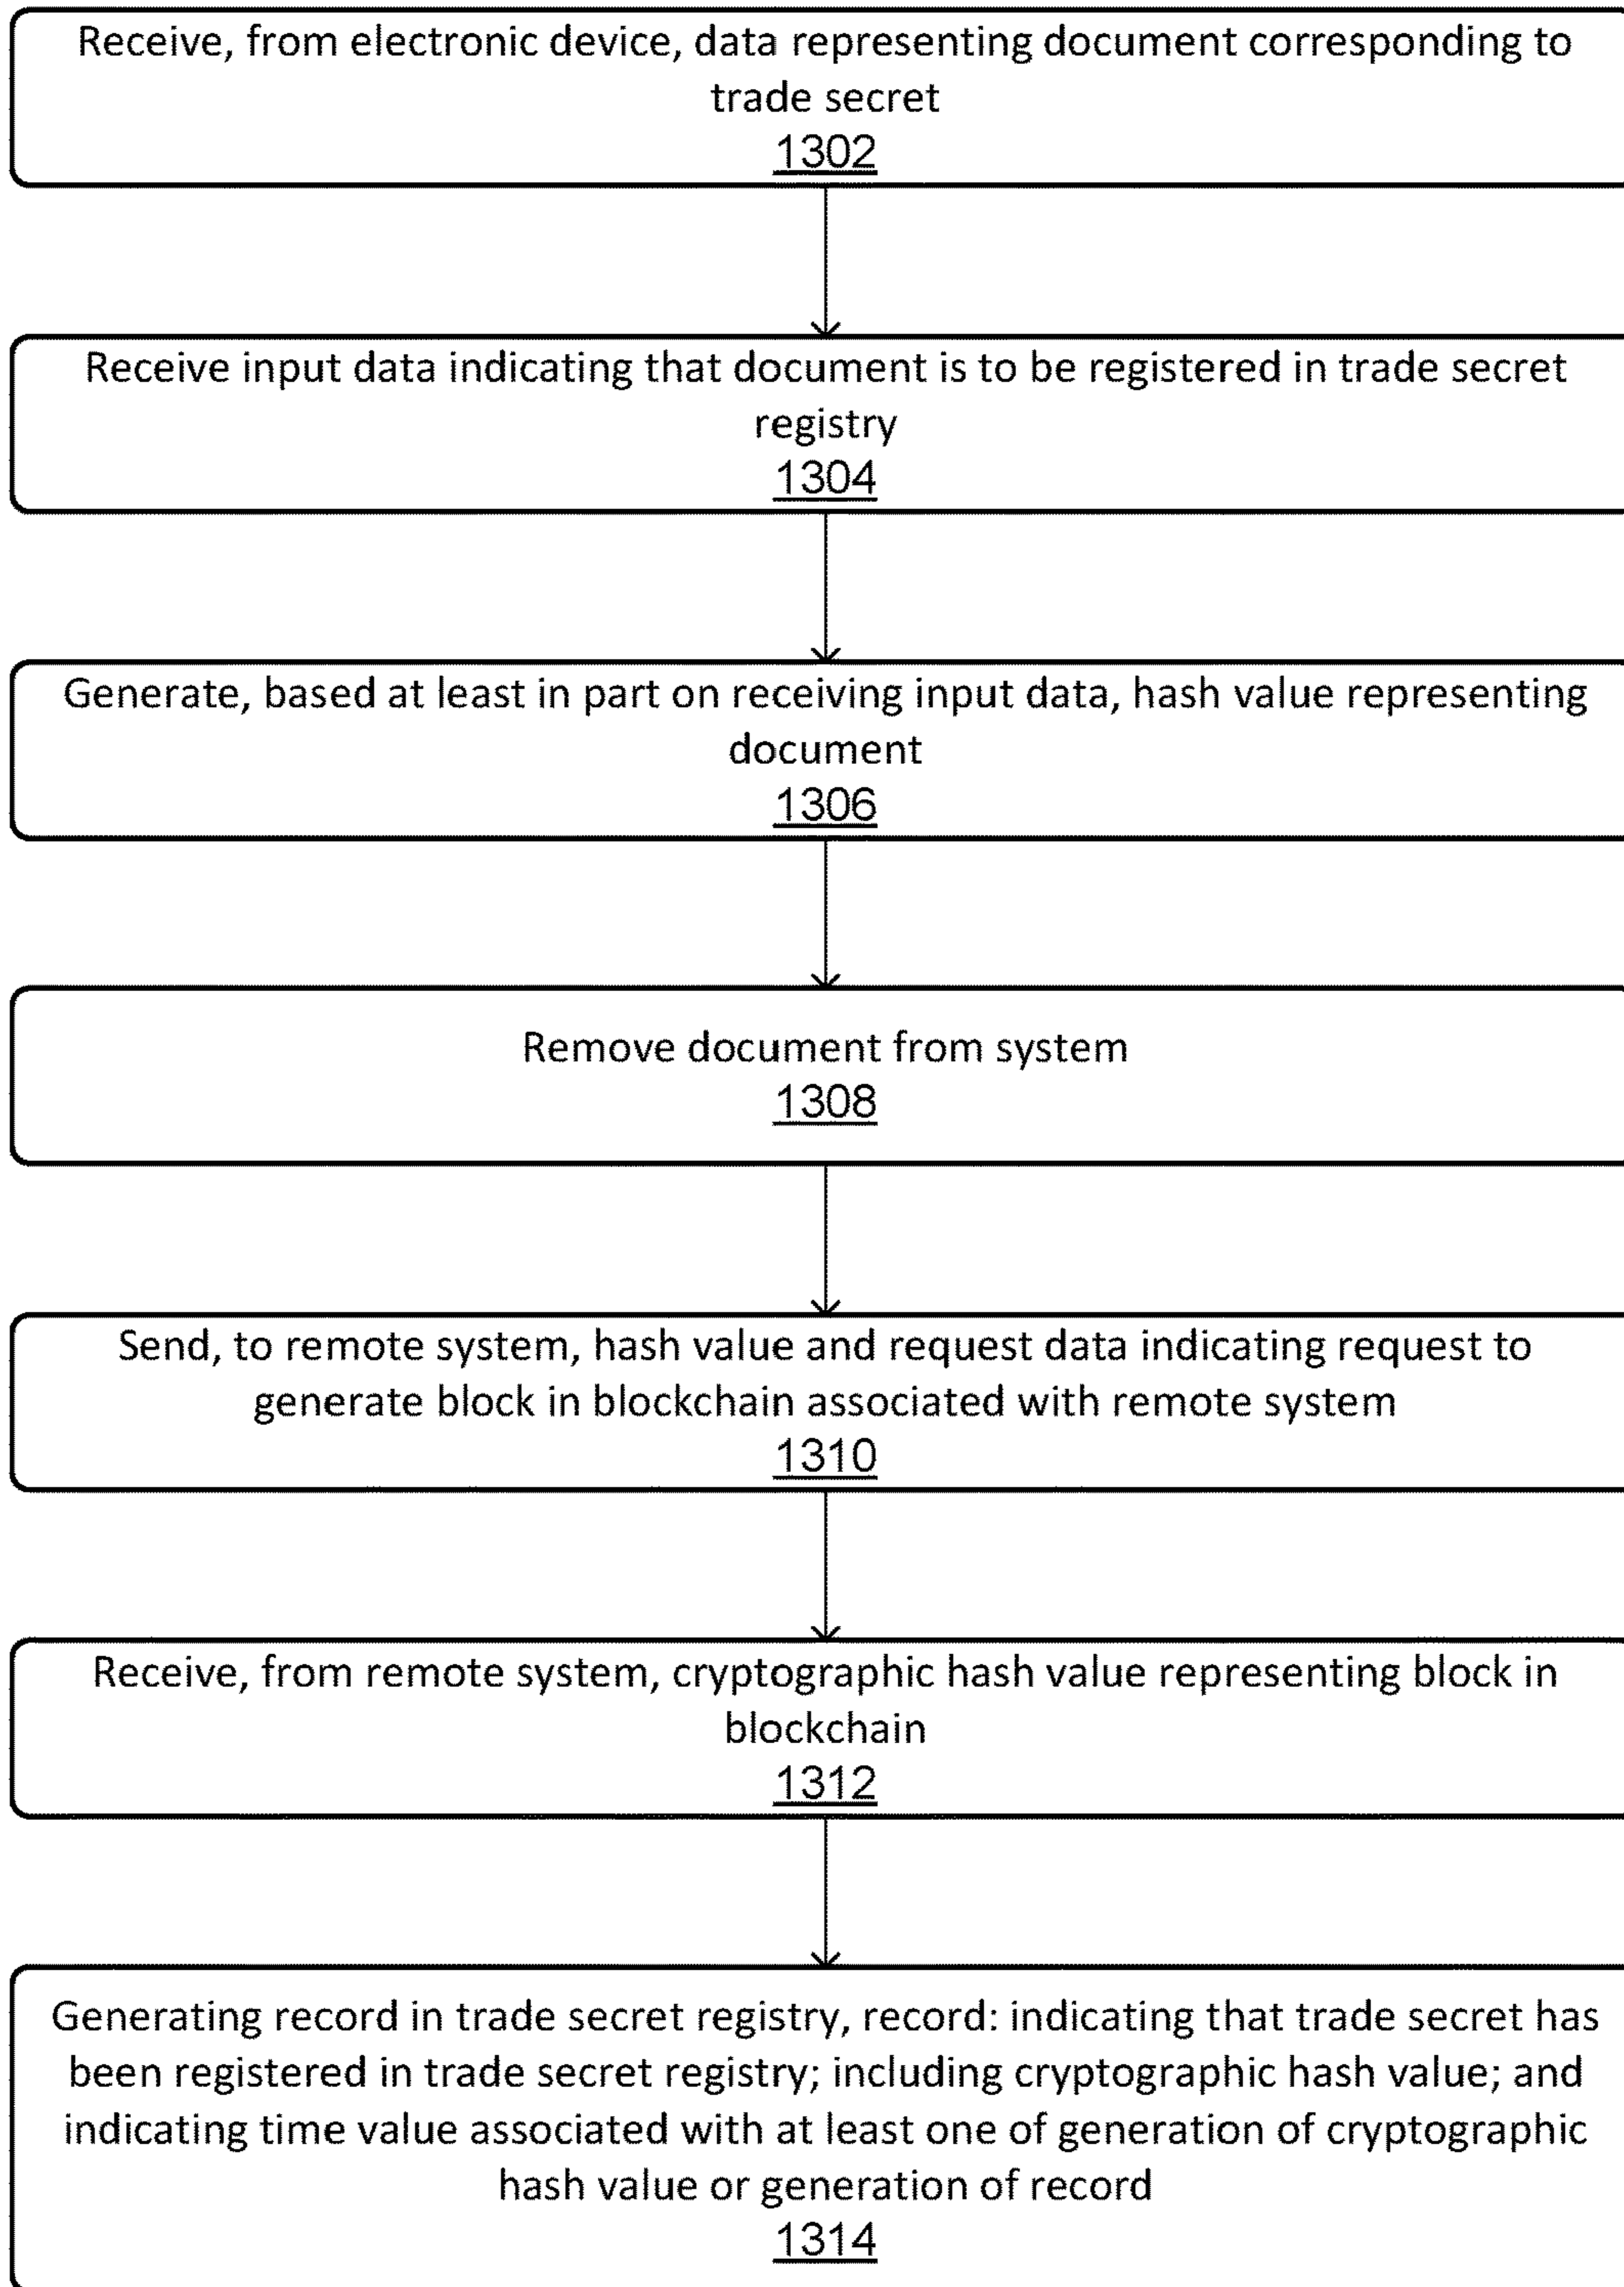 Receive, from electronic device, data representing document corresponding to
trade secret
1302
Receive input data indicating that document is to be registered in trade secret
registry
1304
Generate, based at least in part on receiving input data, hash value representing
document
1306
Remove document from system
1308
Send, to remote system, hash value and request data indicating request to
generate block in blockchain associated with remote system
1310
Receive, from remote system, cryptographic hash value representing block in
blockchain
1312
Generating record in trade secret registry, record: indicating that trade secret has
been registered in trade secret registry; including cryptographic hash value; and
indicating time value associated with at least one of generation of cryptographic
hash value or generation of record
1314